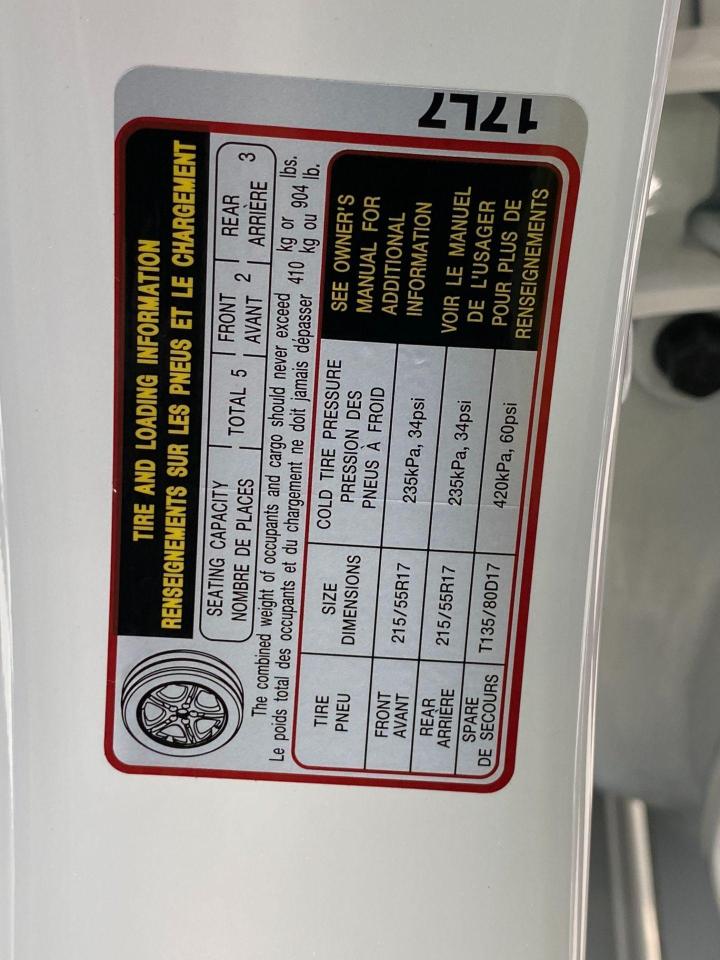 17L7
TIRE AND LOADING INFORMATION
RENSEIGNEMENTS SUR LES PNEUS ET LE CHARGEMENT
SEATING CAPACITY
NOMBRE DE PLACES
TOTAL 5
FRONT
AVANT 2
REAR
ARRIÈRE 3
The combined weight of occupants and cargo should never exceed 410 kg or 904 lbs.
Le poids total des occupants et du chargement ne doit jamais dépasser 410 kg ou 904 lb.
TIRE
PNEU
SIZE
DIMENSIONS
COLD TIRE PRESSURE
PRESSION DES
PNEUS À FROID
FRONT
AVANT
215/55R17
235kPa, 34psi
REAR
ARRIÈRE
215/55R17
235kPa, 34psi
SPARE
DE SECOURS
T135/80D17
420kPa, 60psi
SEE OWNER'S
MANUAL FOR
ADDITIONAL
INFORMATION
VOIR LE MANUEL
DE L'USAGER
POUR PLUS DE
RENSEIGNEMENTS